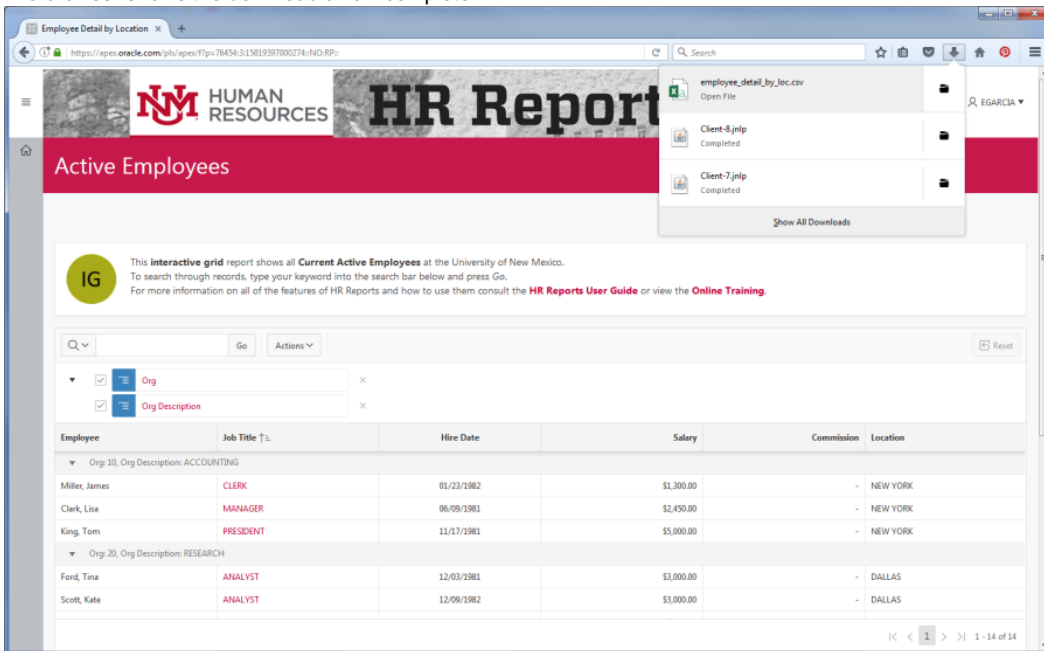 Employee Detail by Location × +
https://apex.oracle.com/pls/apex/f?p=76454:3:15819397000274::NO:RP:: Search
NM HUMAN RESOURCES HR Report
EGARCIA
employee_detail_by_loc.csv
Open File
Client-8.jnlp
Completed
Client-7.jnlp
Completed
Show All Downloads
Active Employees
IG
This interactive grid report shows all Current Active Employees at the University of New Mexico.
To search through records, type your keyword into the search bar below and press Go.
For more information on all of the features of HR Reports and how to use them consult the HR Reports User Guide or view the Online Training.
Go Actions Reset
Org
Org Description
Employee Job Title Hire Date Salary Commission Location
Org: 10, Org Description: ACCOUNTING
Miller, James CLERK 01/23/1982 $1,300.00 - NEW YORK
Clark, Lisa MANAGER 06/09/1981 $2,450.00 - NEW YORK
King, Tom PRESIDENT 11/17/1981 $5,000.00 - NEW YORK
Org: 20, Org Description: RESEARCH
Ford, Tina ANALYST 12/03/1981 $3,000.00 - DALLAS
Scott, Kate ANALYST 12/09/1982 $3,000.00 - DALLAS
1 1 - 14 of 14